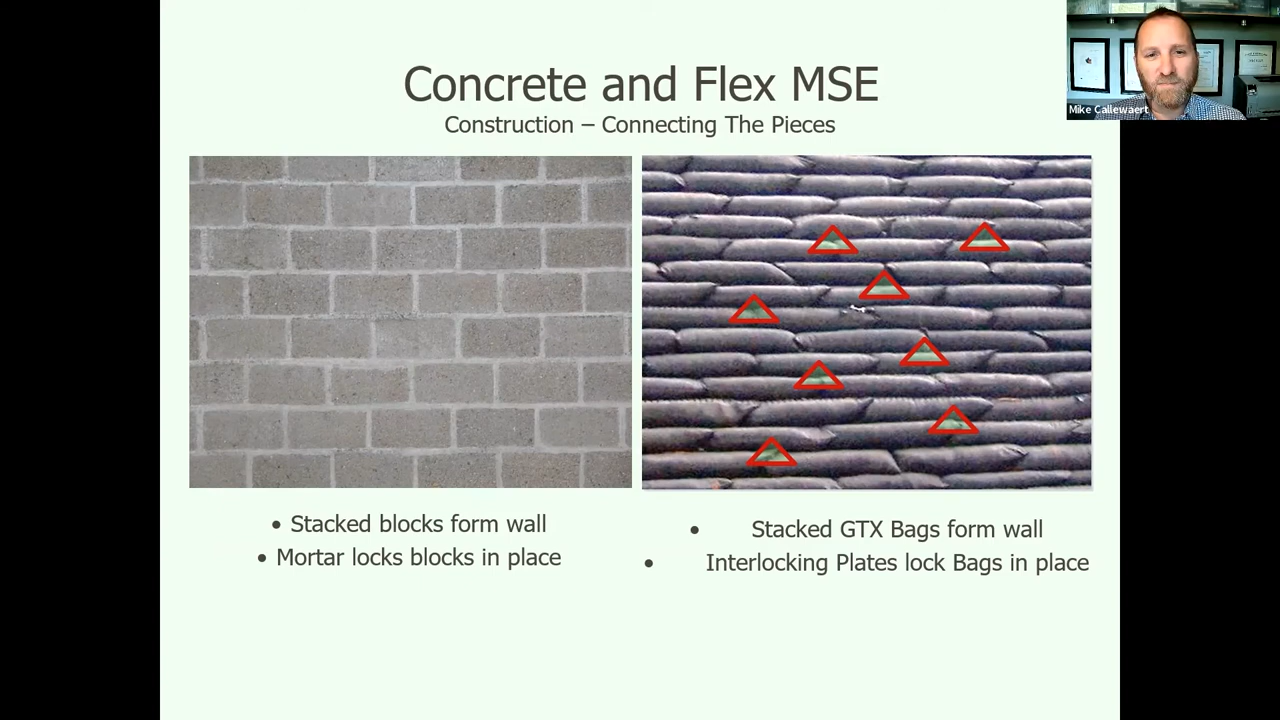 Concrete and Flex MSE
Construction – Connecting The Pieces
Mike Callewaert
• Stacked blocks form wall
• Mortar locks blocks in place
• Stacked GTX Bags form wall
• Interlocking Plates lock Bags in place